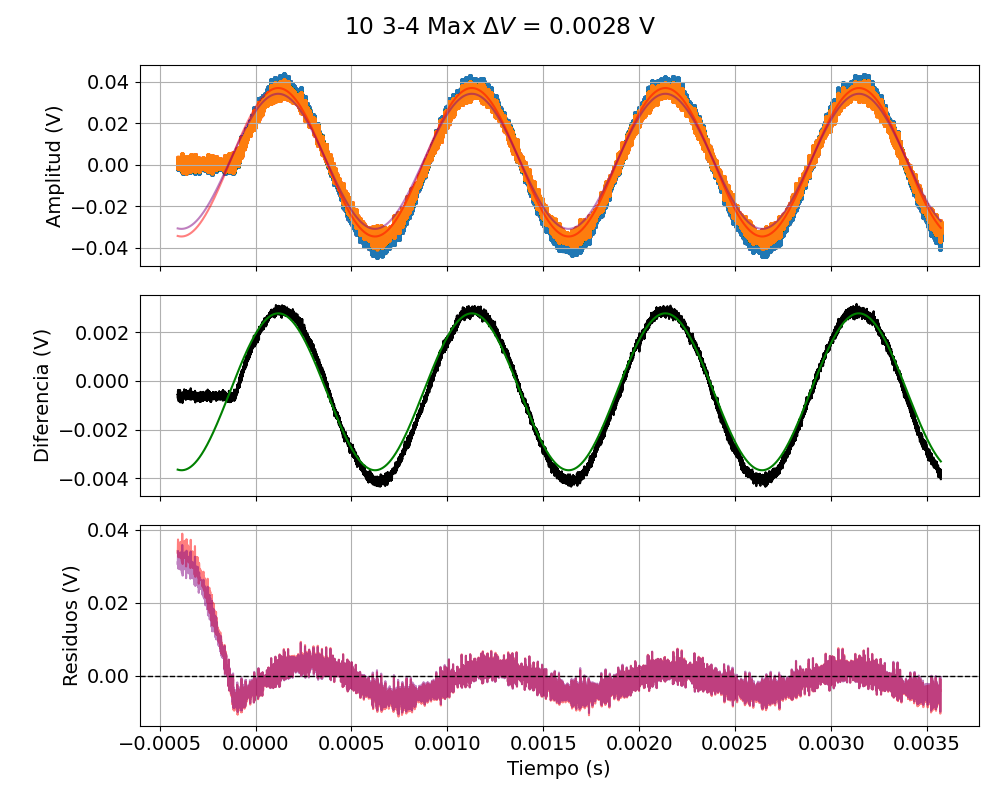 10 3-4 Max ΔV = 0.0028 V
Amplitud (V)
0.04
0.02
0.00
−0.02
−0.04
Diferencia (V)
0.002
0.000
−0.002
−0.004
Residuos (V)
0.04
0.02
0.00
−0.0005 0.0000 0.0005 0.0010 0.0015 0.0020 0.0025 0.0030 0.0035
Tiempo (s)